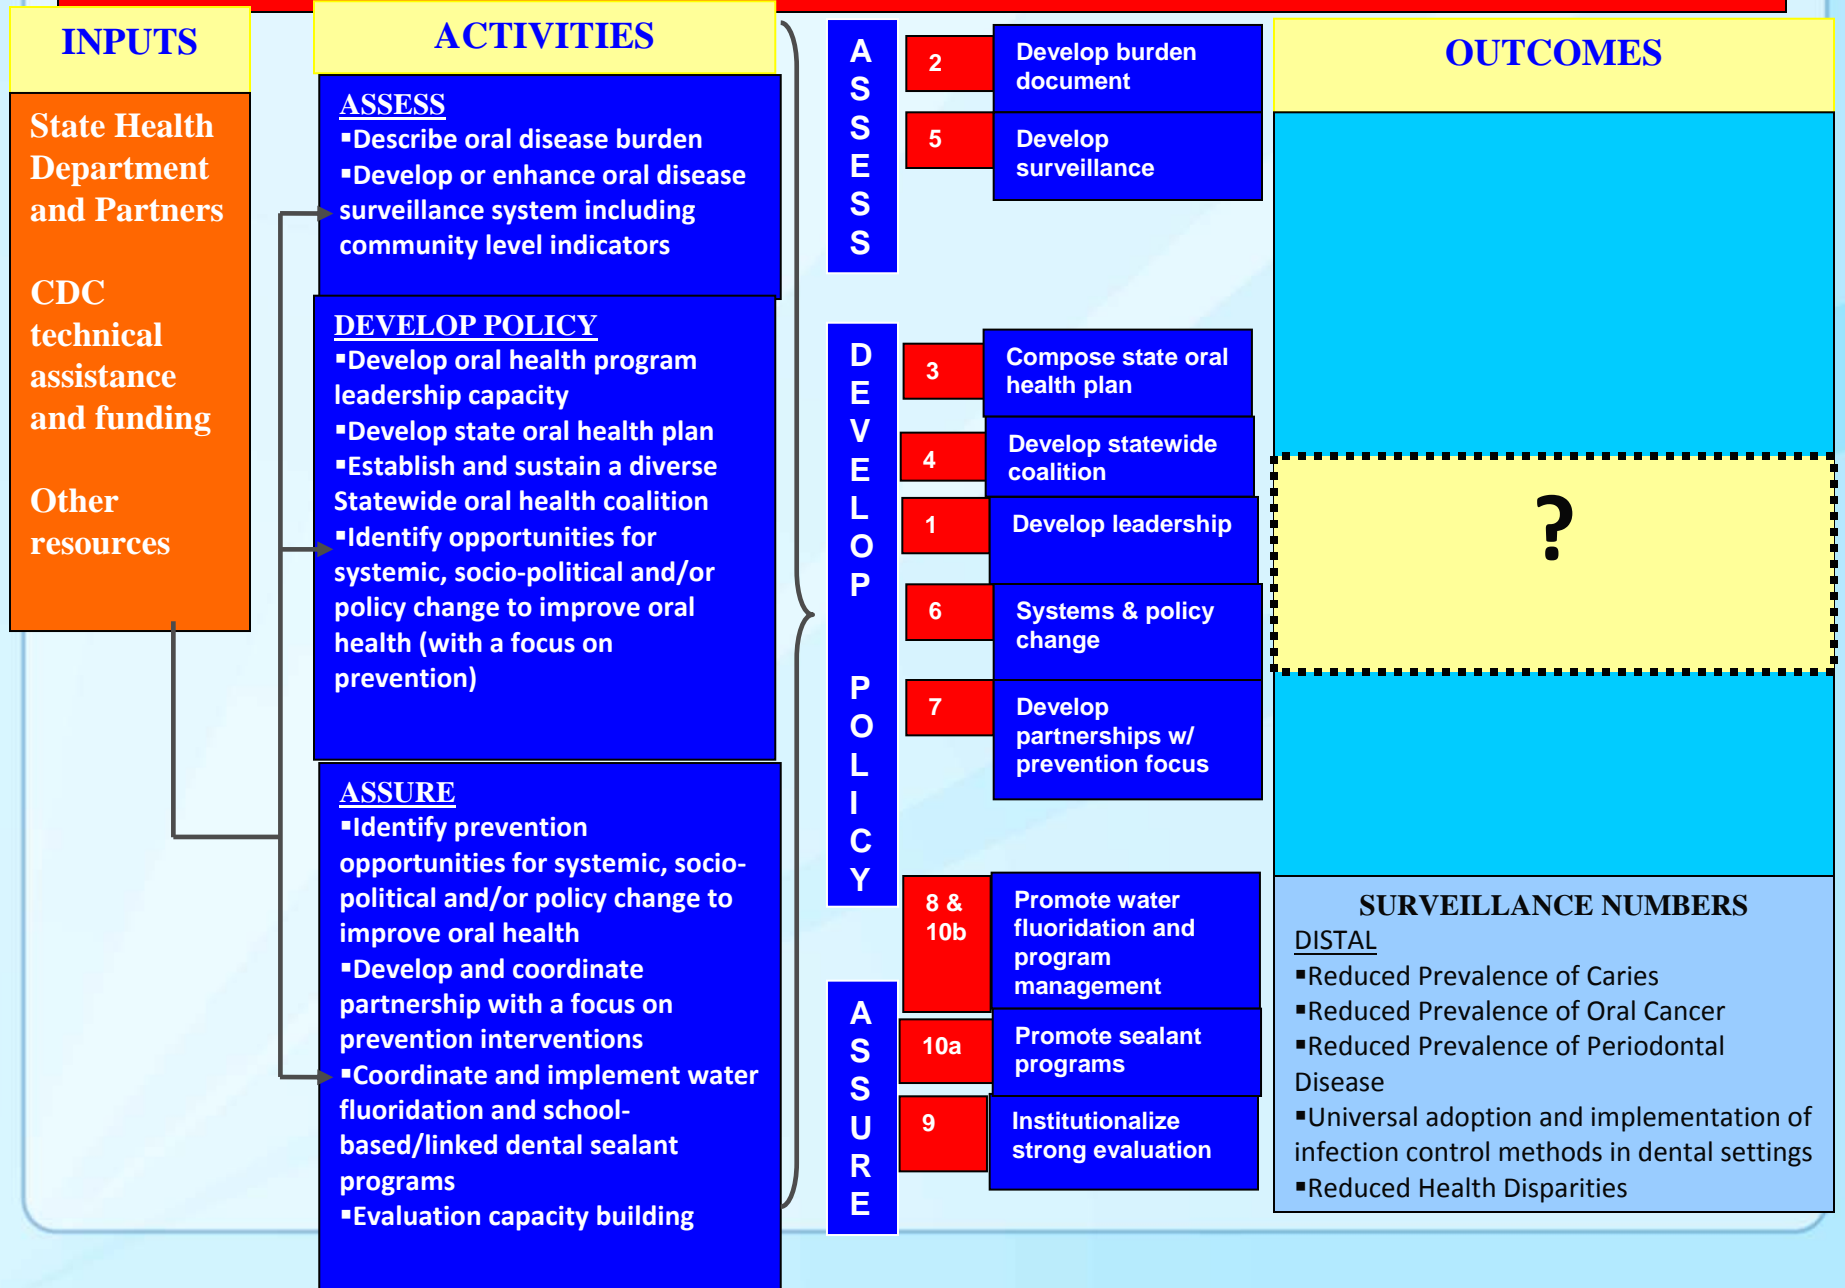 INPUTS
State Health
Department
and Partners
CDC
technical
assistance
and funding
Other
resources
ACTIVITIES
ASSESS
▪Describe oral disease burden
▪Develop or enhance oral disease
surveillance system including
community level indicators
DEVELOP POLICY
▪Develop oral health program
leadership capacity
▪Develop state oral health plan
▪Establish and sustain a diverse
Statewide oral health coalition
▪Identify opportunities for
systemic, socio-political and/or
policy change to improve oral
health (with a focus on
prevention)
ASSURE
▪Identify prevention
opportunities for systemic, socio-
political and/or policy change to
improve oral health
▪Develop and coordinate
partnership with a focus on
prevention interventions
▪Coordinate and implement water
fluoridation and school-
based/linked dental sealant
programs
▪Evaluation capacity building
ASSESS
2
Develop burden
document
5
Develop
surveillance
DEVELOP POLICY
3
Compose state oral
health plan
4
Develop statewide
coalition
1
Develop leadership
6
Systems & policy
change
7
Develop
partnerships w/
prevention focus
ASSURE
8 &
10b
Promote water
fluoridation and
program
management
10a
Promote sealant
programs
9
Institutionalize
strong evaluation
OUTCOMES
?
SURVEILLANCE NUMBERS
DISTAL
▪Reduced Prevalence of Caries
▪Reduced Prevalence of Oral Cancer
▪Reduced Prevalence of Periodontal
Disease
▪Universal adoption and implementation of
infection control methods in dental settings
▪Reduced Health Disparities